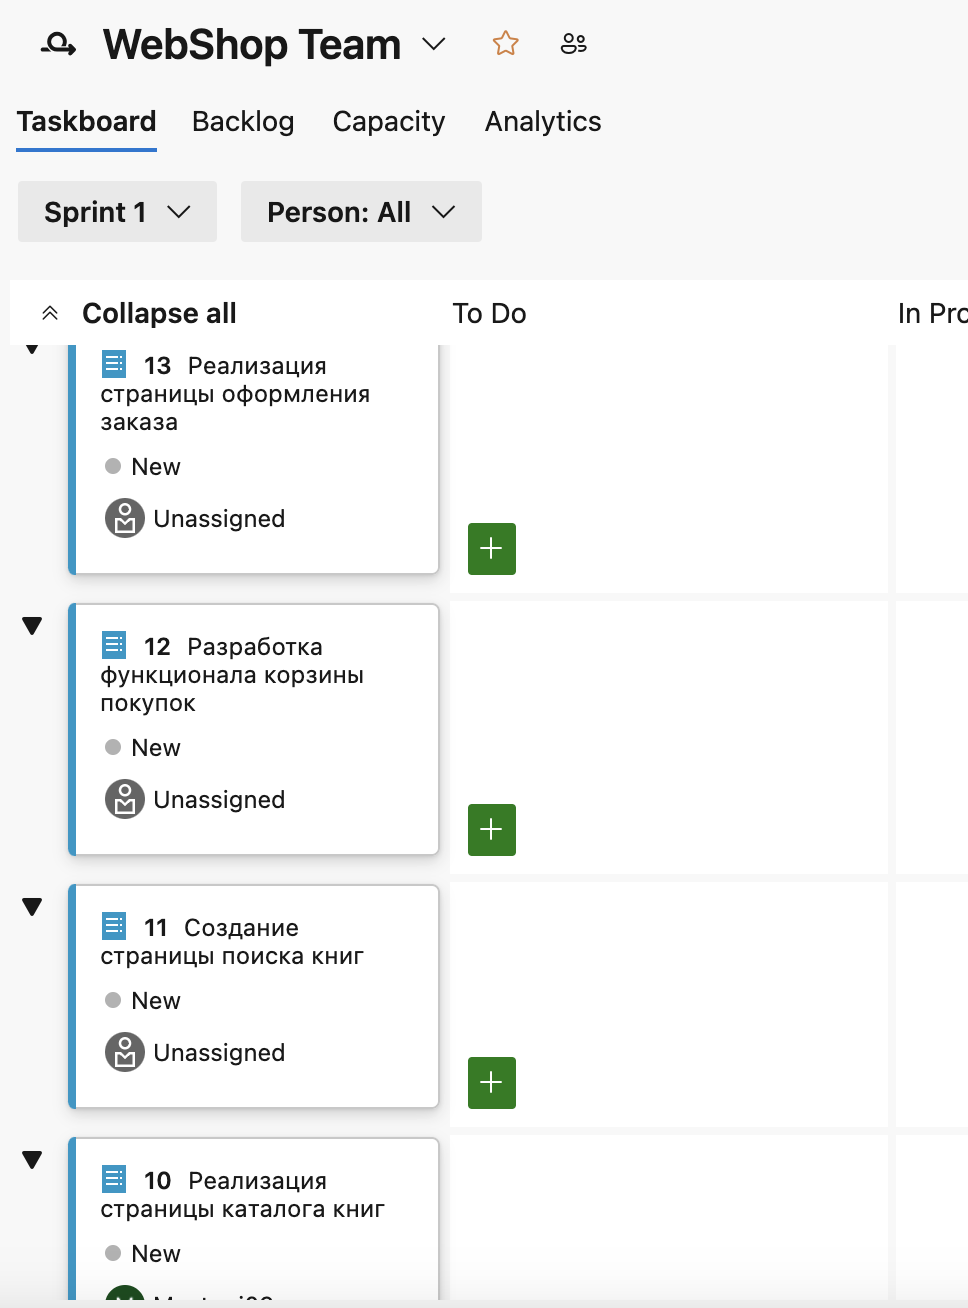 WebShop Team
Taskboard Backlog Capacity Analytics
Sprint 1 Person: All
Collapse all To Do In Pro
13 Реализация
страницы оформления
заказа
New
Unassigned
12 Разработка
функционала корзины
покупок
New
Unassigned
11 Создание
страницы поиска книг
New
Unassigned
10 Реализация
страницы каталога книг
New